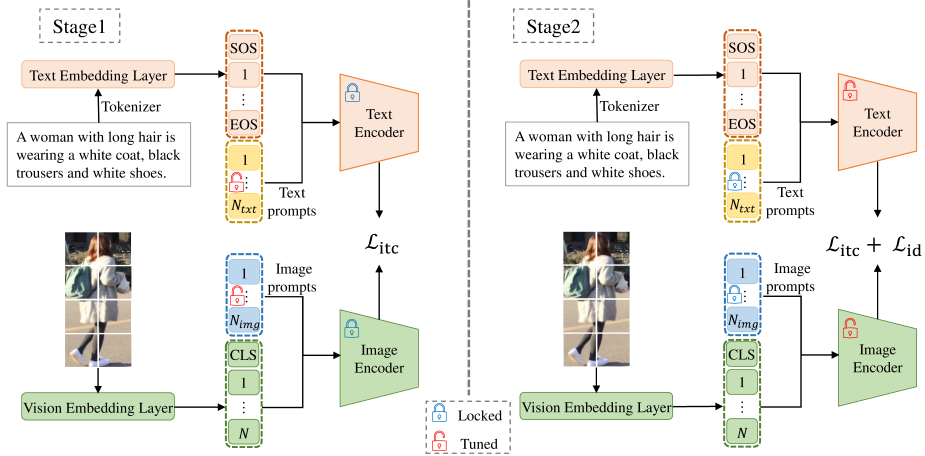 Stage1
SOS
Text Embedding Layer
1
⋮
EOS
Tokenizer
A woman with long hair is
wearing a white coat, black
trousers and white shoes.
1
⋮
N_txt
Text
prompts
Text
Encoder
ℒ_itc
1
⋮
N_img
Image
prompts
CLS
1
⋮
N
Vision Embedding Layer
Image
Encoder
Locked
Tuned
Stage2
SOS
Text Embedding Layer
1
⋮
EOS
Tokenizer
A woman with long hair is
wearing a white coat, black
trousers and white shoes.
1
⋮
N_txt
Text
prompts
Text
Encoder
ℒ_itc + ℒ_id
1
⋮
N_img
Image
prompts
CLS
1
⋮
N
Vision Embedding Layer
Image
Encoder